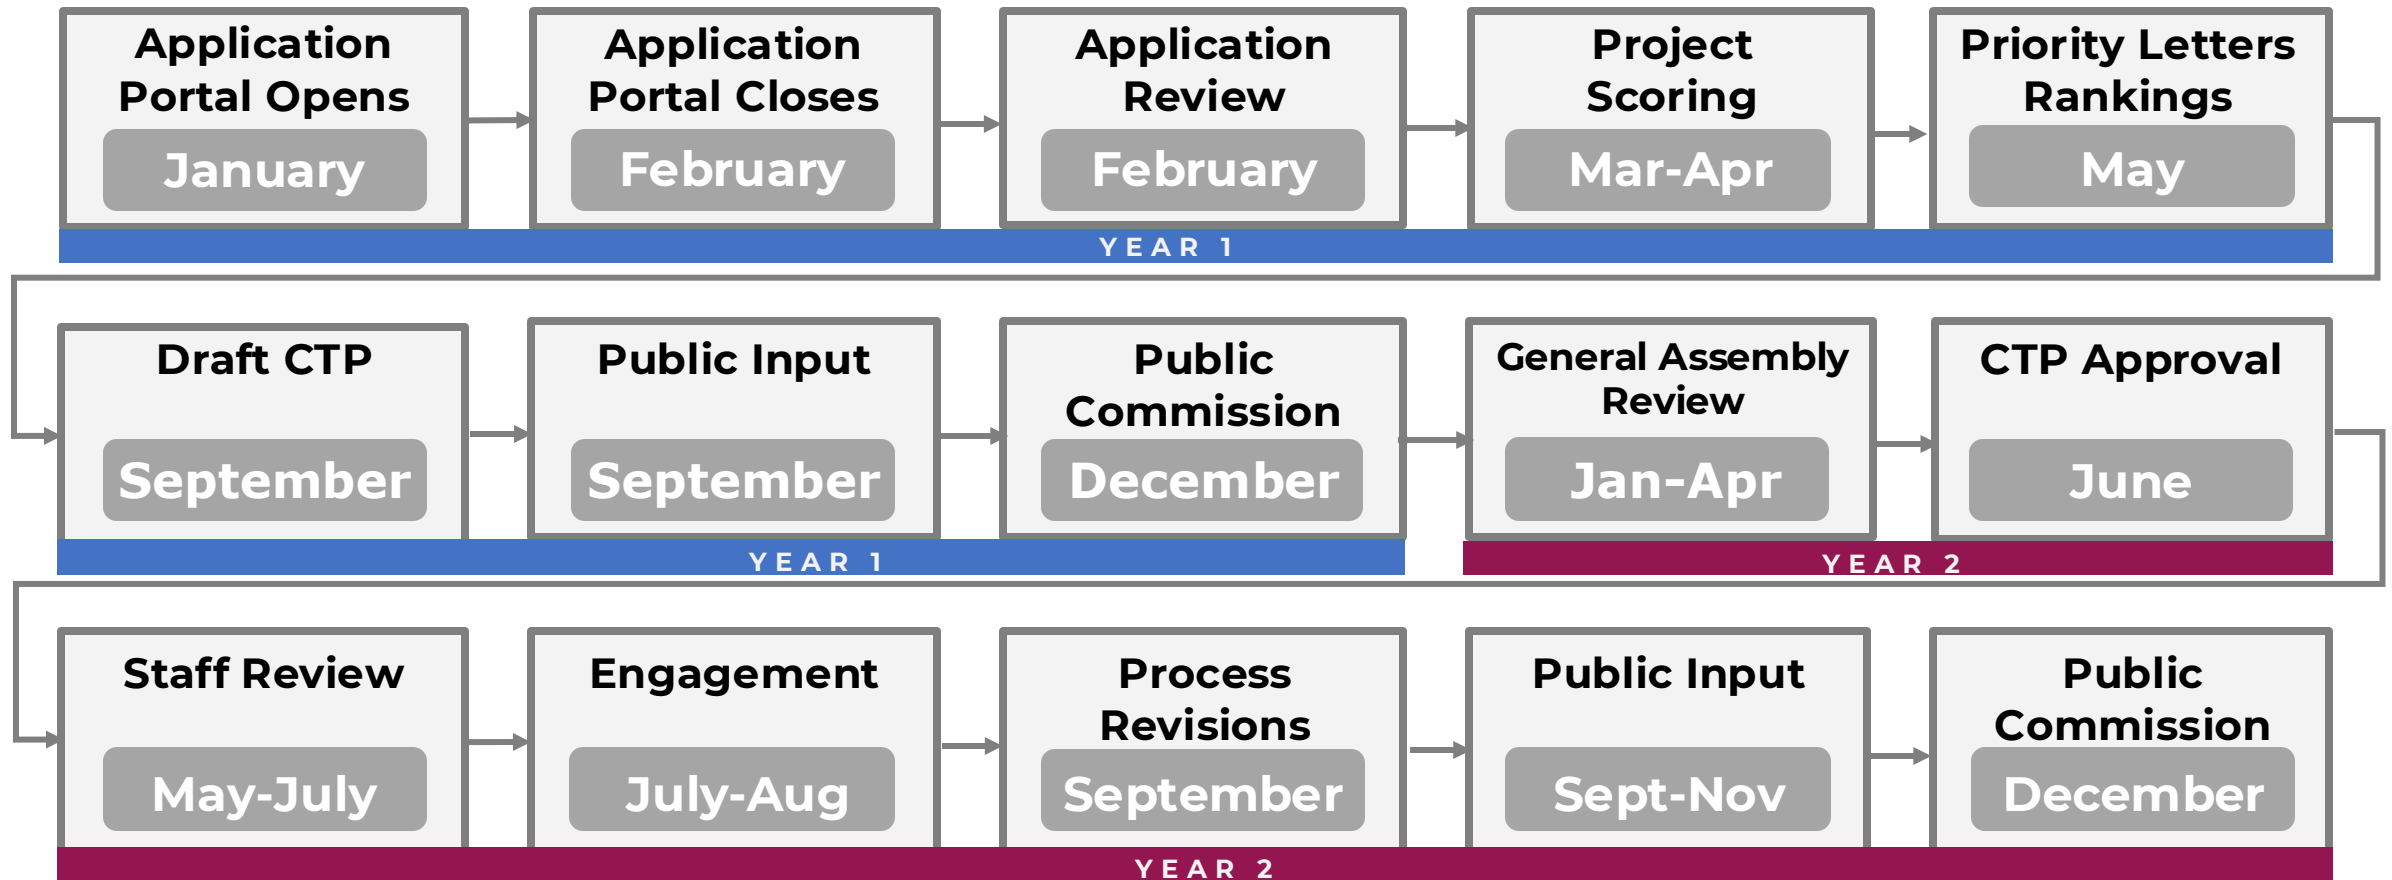 Application
Portal Opens
January
Application
Portal Closes
February
Application
Review
February
Project
Scoring
Mar-Apr
Priority Letters
Rankings
May
YEAR 1
Draft CTP
September
Public Input
September
Public
Commission
December
General Assembly
Review
Jan-Apr
CTP Approval
June
YEAR 1
YEAR 2
Staff Review
May-July
Engagement
July-Aug
Process
Revisions
September
Public Input
Sept-Nov
Public
Commission
December
YEAR 2